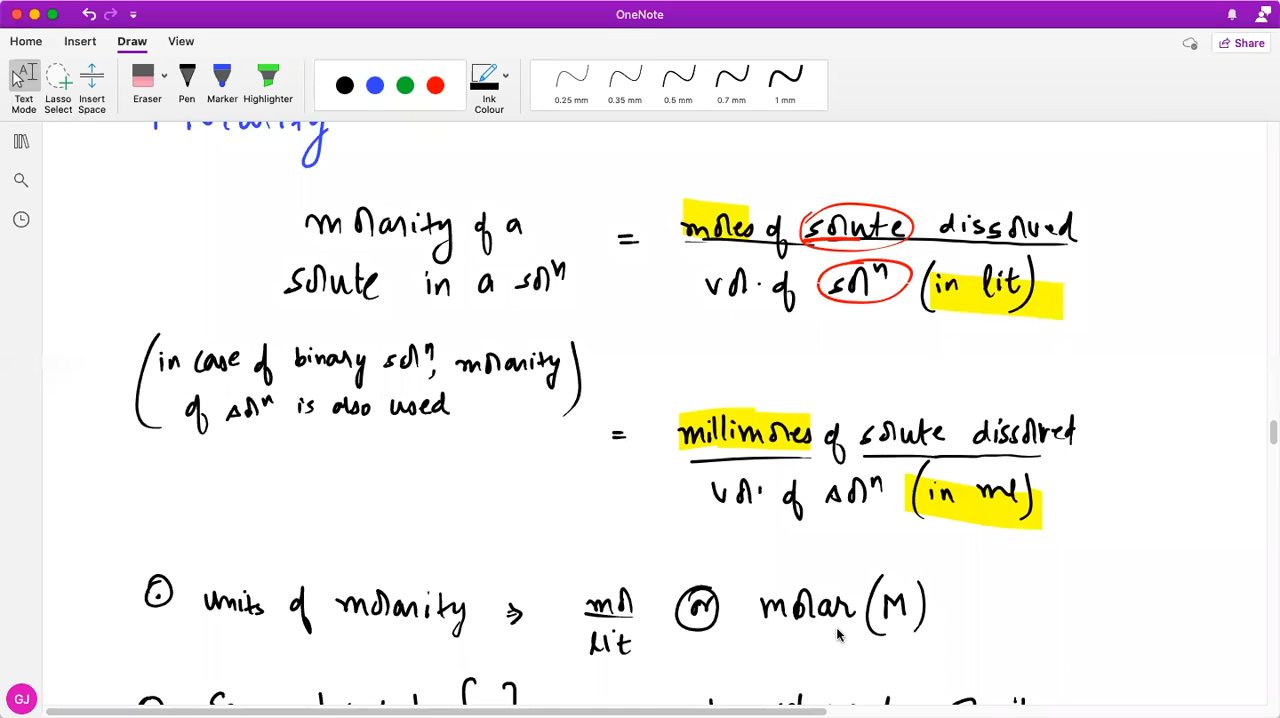 OneNote
Home Insert Draw View
Share
Text Mode
Lasso Select
Insert Space
Eraser
Pen
Marker
Highlighter
Ink Colour
0.25 mm 0.35 mm 0.5 mm 0.7 mm 1 mm
Molarity
molarity of a = moles of solute dissolved
solute in a solⁿ vol. of solⁿ (in lit)
(in case of binary solⁿ, molarity
of solⁿ is also used)
= millimoles of solute dissolved
vol. of solⁿ (in ml)
units of molarity ⇒ mol or molar (M)
lit
GJ